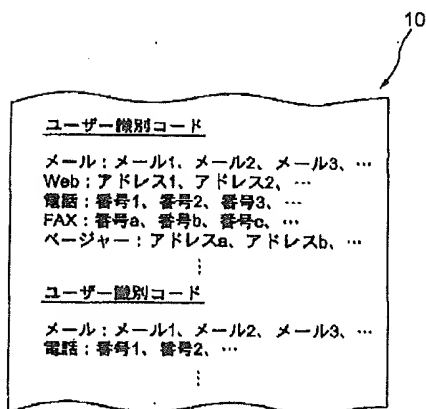 10
ユーザー識別コード
メール：メール1、メール2、メール3、…
Web：アドレス1、アドレス2、…
電話：番号1、番号2、番号3、…
FAX：番号a、番号b、番号c、…
ページャー：アドレスa、アドレスb、…
⋮
ユーザー識別コード
メール：メール1、メール2、メール3、…
電話：番号1、番号2、…
⋮